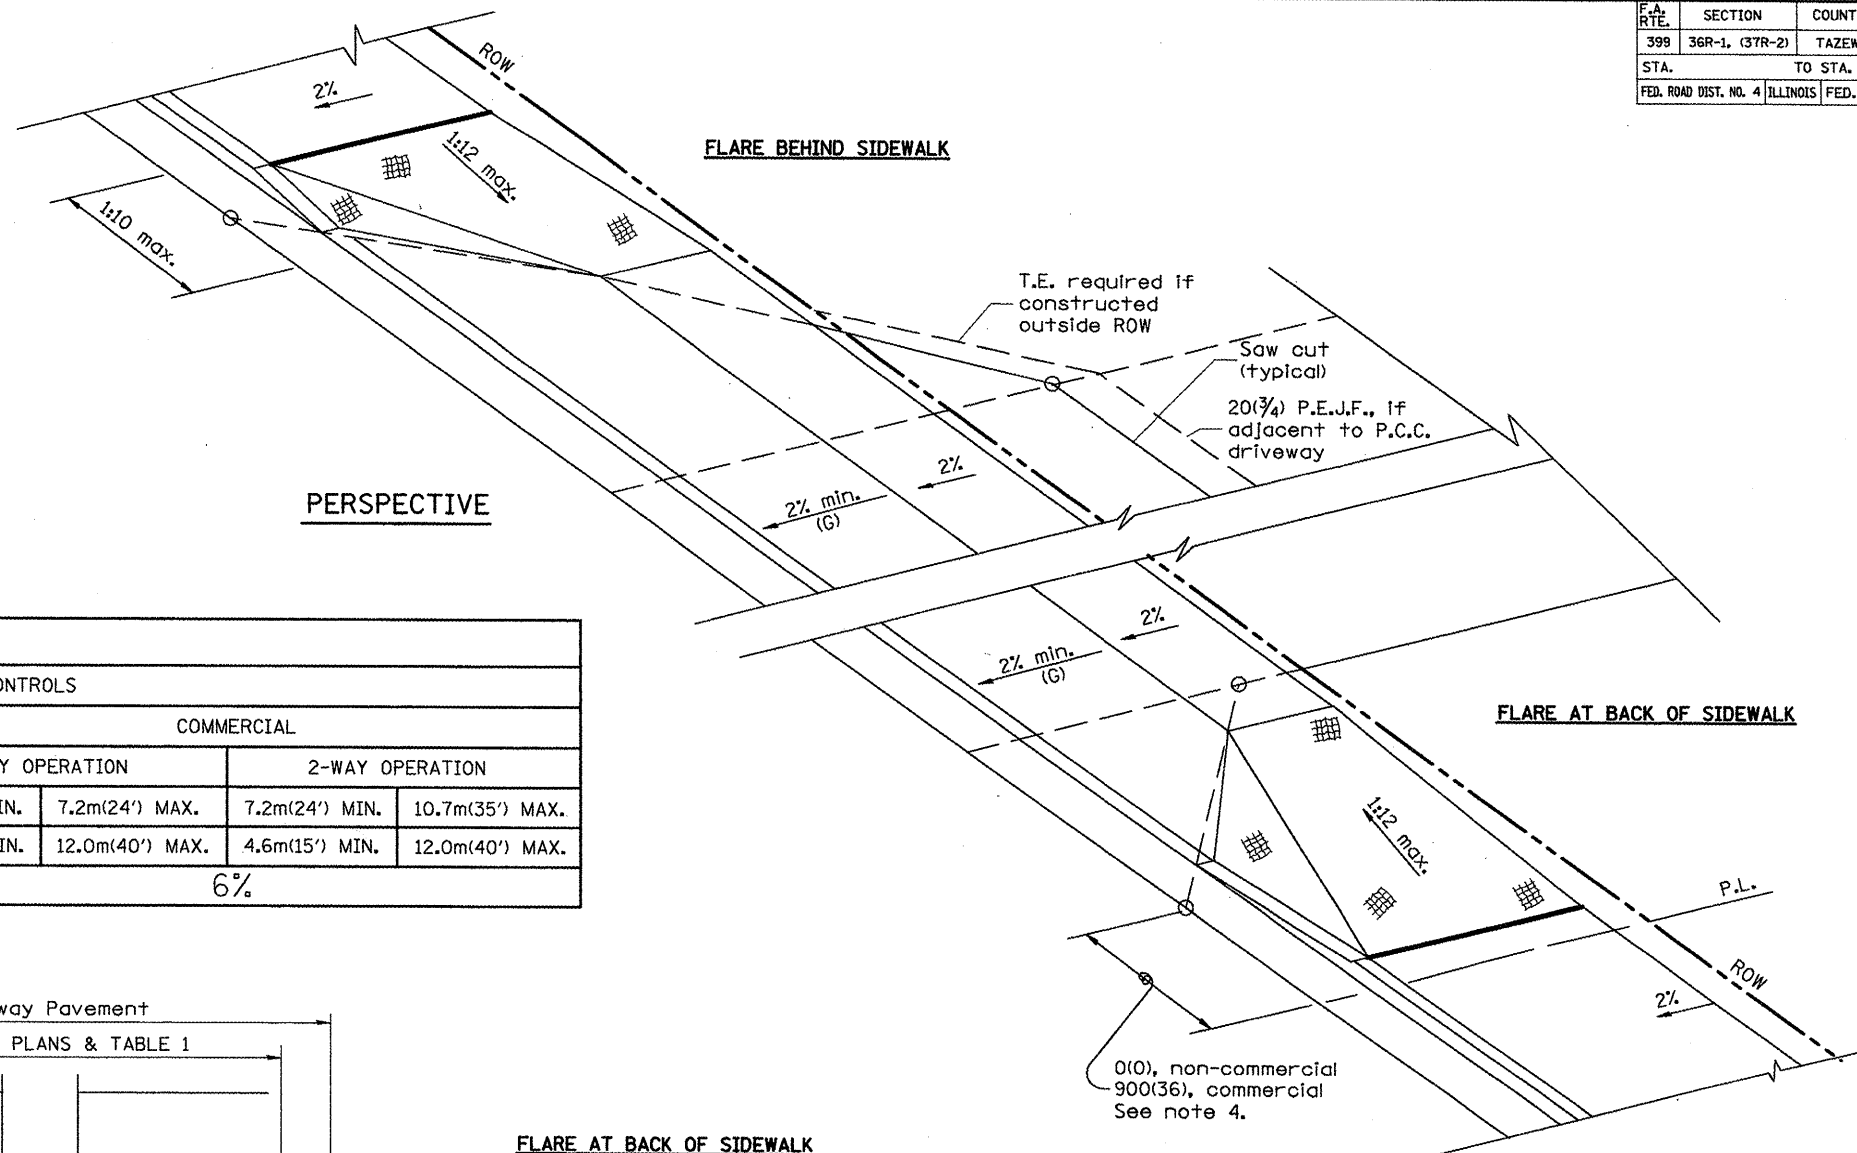 F.A. RTE.
SECTION
COUNT
399
36R-1, (37R-2)
TAZEW
STA.
TO STA.
FED. ROAD DIST. NO. 4
ILLINOIS
FED.
ROW
2%
1:12 max.
FLARE BEHIND SIDEWALK
1:10 max.
T.E. required if
constructed
outside ROW
Saw cut
(typical)
20(3/4) P.E.J.F., if
adjacent to P.C.C.
driveway
2%
2% min.
(G)
PERSPECTIVE
2%
2% min.
(G)
FLARE AT BACK OF SIDEWALK
ONTROLS
COMMERCIAL
Y OPERATION
2-WAY OPERATION
IN.
7.2m(24') MAX.
7.2m(24') MIN.
10.7m(35') MAX.
IN.
12.0m(40') MAX.
4.6m(15') MIN.
12.0m(40') MAX.
6%
1:12 max.
P.L.
ROW
2%
way Pavement
PLANS & TABLE 1
0(0), non-commercial
900(36), commercial
See note 4.
FLARE AT BACK OF SIDEWALK